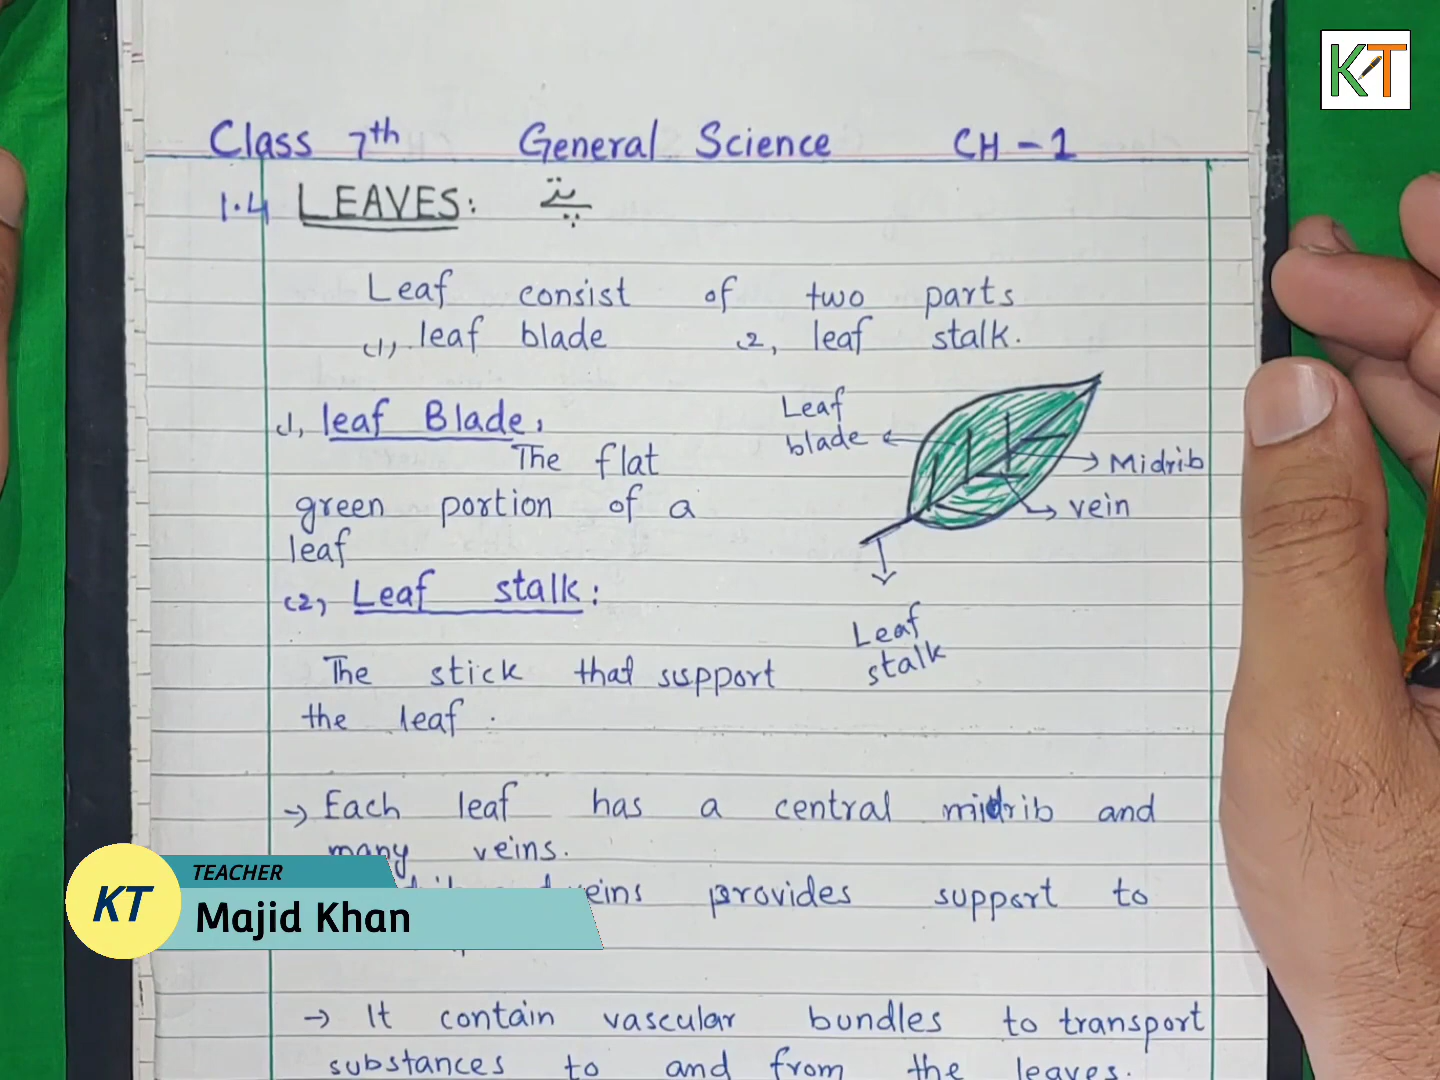 KT
Class 7th General Science CH-1
1.4 LEAVES: پتے
Leaf consist of two parts
(1), leaf blade (2), leaf stalk.
(1), leaf Blade:
The flat
green portion of a
leaf
Leaf
blade
Midrib
vein
Leaf
stalk
(2), Leaf stalk:
The stick that support
the leaf.
→ Each leaf has a central midrib and
many veins.
veins provides support to
→ It contain vascular bundles to transport
substances to and from the leaves.
KT
TEACHER
Majid Khan